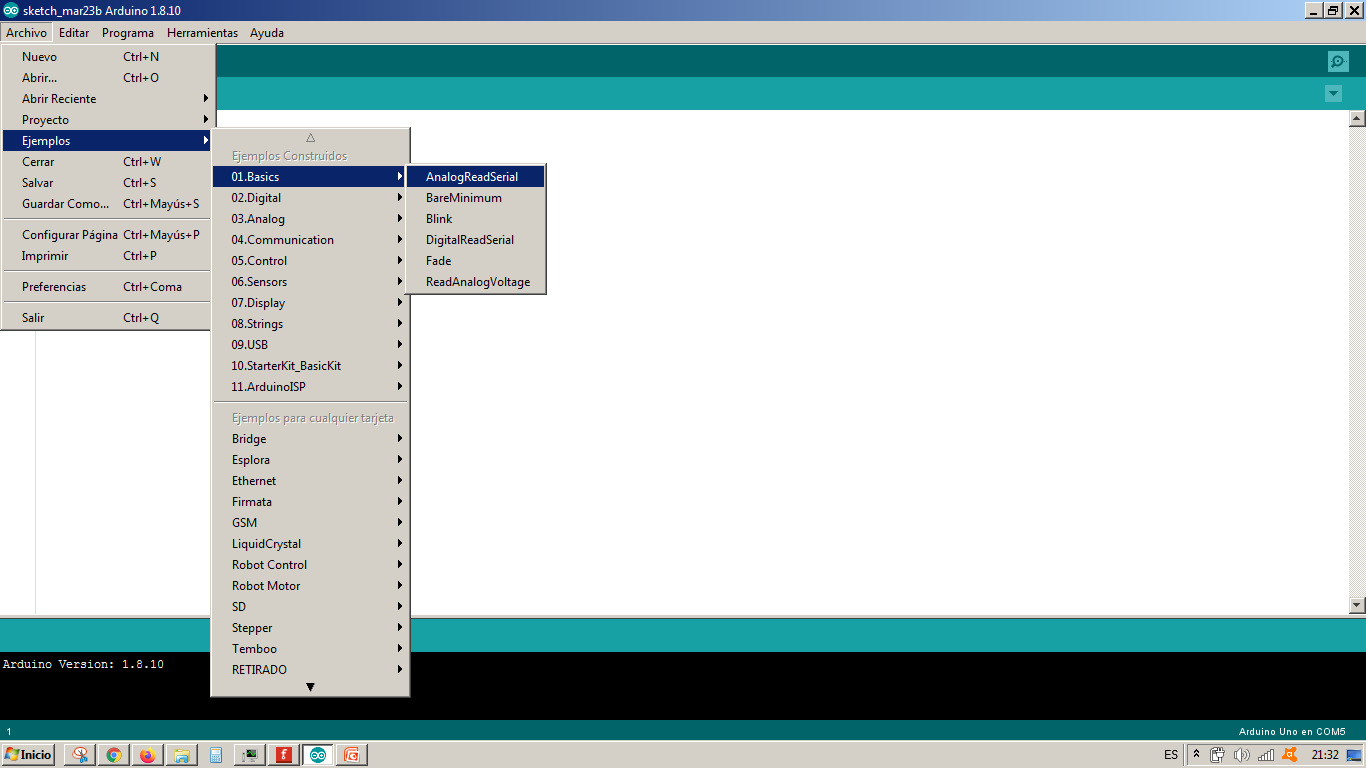 sketch_mar23b Arduino 1.8.10
Archivo Editar Programa Herramientas Ayuda
Nuevo Ctrl+N
Abrir... Ctrl+O
Abrir Reciente
Proyecto
Ejemplos
Cerrar Ctrl+W
Salvar Ctrl+S
Guardar Como... Ctrl+Mayús+S
Configurar Página Ctrl+Mayús+P
Imprimir Ctrl+P
Preferencias Ctrl+Coma
Salir Ctrl+Q
Ejemplos Construidos
01.Basics
02.Digital
03.Analog
04.Communication
05.Control
06.Sensors
07.Display
08.Strings
09.USB
10.StarterKit_BasicKit
11.ArduinoISP
Ejemplos para cualquier tarjeta
Bridge
Esplora
Ethernet
Firmata
GSM
LiquidCrystal
Robot Control
Robot Motor
SD
Stepper
Temboo
RETIRADO
AnalogReadSerial
BareMinimum
Blink
DigitalReadSerial
Fade
ReadAnalogVoltage
Arduino Version: 1.8.10
1 Arduino Uno en COM5
Inicio ES 21:32